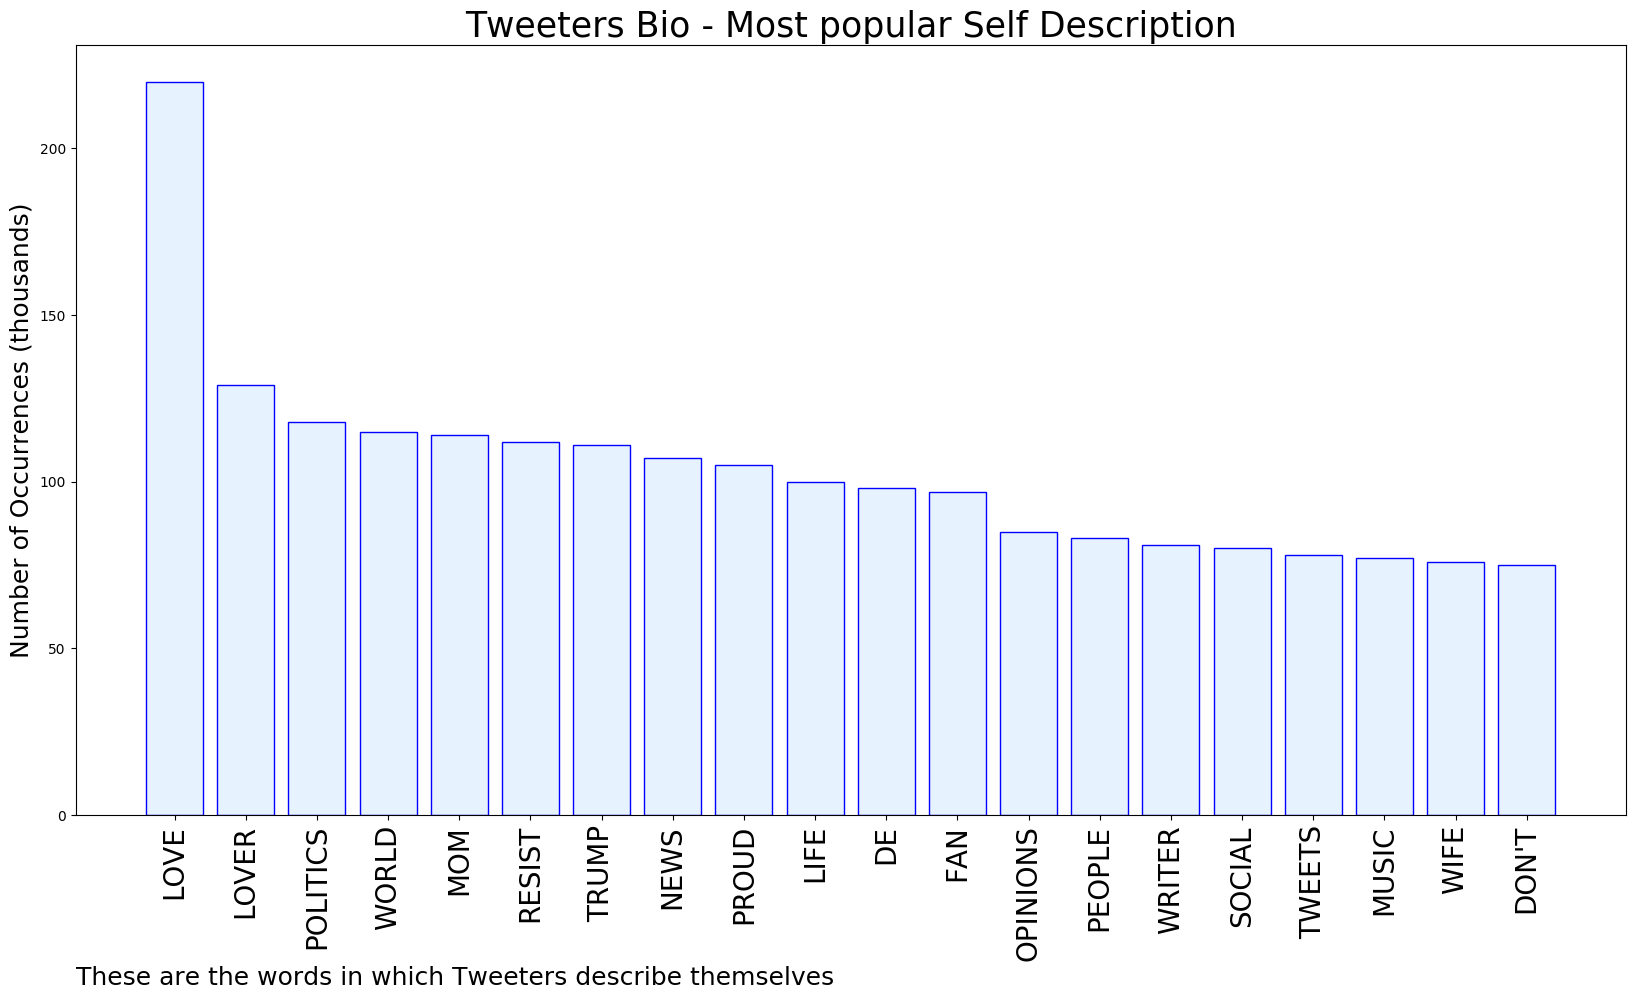 Tweeters Bio - Most popular Self Description
Number of Occurrences (thousands)
200
150
100
50
0
LOVE
LOVER
POLITICS
WORLD
MOM
RESIST
TRUMP
NEWS
PROUD
LIFE
DE
FAN
OPINIONS
PEOPLE
WRITER
SOCIAL
TWEETS
MUSIC
WIFE
DON'T
These are the words in which Tweeters describe themselves